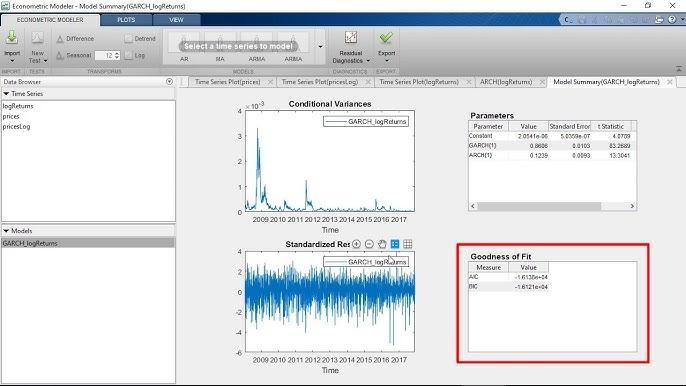 Econometric Modeler - Model Summary(GARCH_logReturns)
ECONOMETRIC MODELER PLOTS VIEW
Import
New Test
Difference
Detrend
Seasonal 12 Log
Select a time series to model
AR MA ARMA ARIMA
Residual Diagnostics
Export
IMPORT TESTS TRANSFORMS MODELS DIAGNOSTICS EXPORT
Data Browser
Time Series Plot(prices) Time Series Plot(pricesLog) Time Series Plot(logReturns) ARCH(logReturns) Model Summary(GARCH_logReturns)
Time Series
logReturns
prices
pricesLog
Models
GARCH_logReturns
×10-3
Conditional Variances
GARCH_logReturns
4
3
2
1
0
2009 2010 2011 2012 2013 2014 2015 2016 2017
Time
Standardized Res
GARCH_logReturns
4
2
0
-2
-4
-6
2009 2010 2011 2012 2013 2014 2015 2016 2017
Time
Parameters
Parameter Value Standard Error t Statistic
Constant 2.0541e-06 5.0359e-07 4.0789
GARCH{1} 0.8606 0.0103 83.2689
ARCH{1} 0.1239 0.0093 13.3041
Goodness of Fit
Measure Value
AIC -1.6138e+04
BIC -1.6121e+04